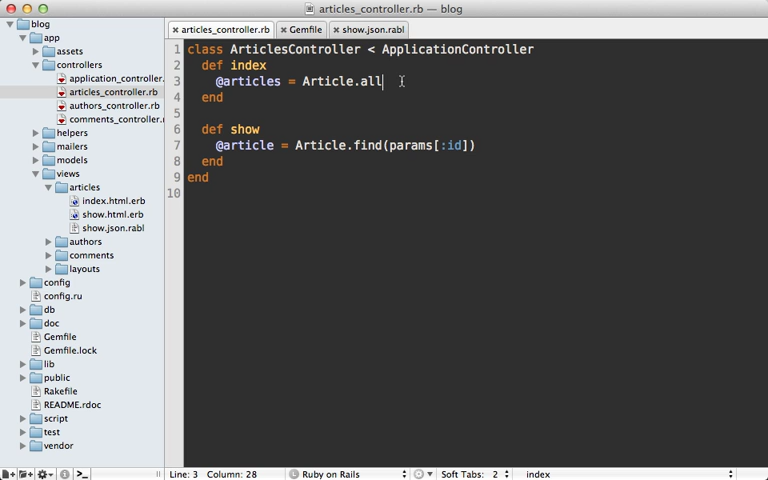 articles_controller.rb — blog
blog
app
assets
controllers
application_controller.
articles_controller.rb
authors_controller.rb
comments_controller.r
helpers
mailers
models
views
articles
index.html.erb
show.html.erb
show.json.rabl
authors
comments
layouts
config
config.ru
db
doc
Gemfile
Gemfile.lock
lib
public
Rakefile
README.rdoc
script
test
vendor
articles_controller.rb Gemfile show.json.rabl
1 class ArticlesController < ApplicationController
2 def index
3 @articles = Article.all
4 end
5
6 def show
7 @article = Article.find(params[:id])
8 end
9 end
10
Line: 3 Column: 28 Ruby on Rails Soft Tabs: 2 index